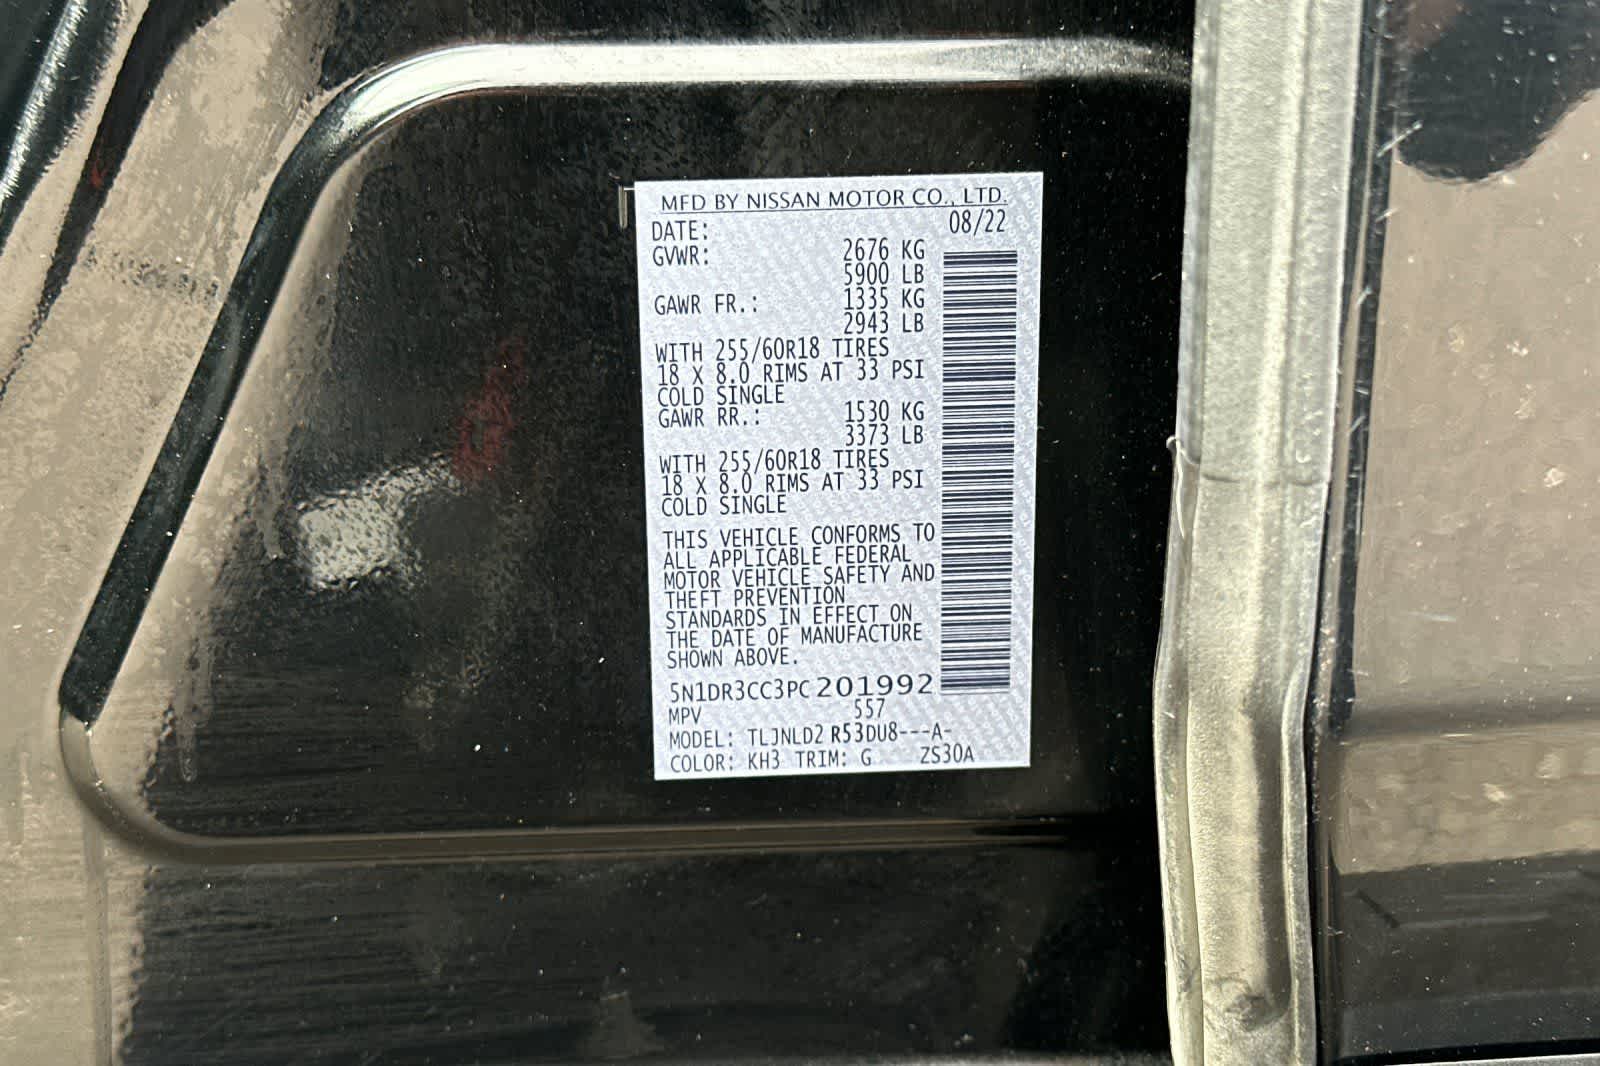 MFD BY NISSAN MOTOR CO., LTD.
DATE: 08/22
GVWR: 2676 KG
5900 LB
GAWR FR.: 1335 KG
2943 LB
WITH 255/60R18 TIRES
18 X 8.0 RIMS AT 33 PSI
COLD SINGLE
GAWR RR.: 1530 KG
3373 LB
WITH 255/60R18 TIRES
18 X 8.0 RIMS AT 33 PSI
COLD SINGLE
THIS VEHICLE CONFORMS TO
ALL APPLICABLE FEDERAL
MOTOR VEHICLE SAFETY AND
THEFT PREVENTION
STANDARDS IN EFFECT ON
THE DATE OF MANUFACTURE
SHOWN ABOVE.
5N1DR3CC3PC201992
MPV 557
MODEL: TLJNLD2 R53DU8---A-
COLOR: KH3 TRIM: G ZS30A